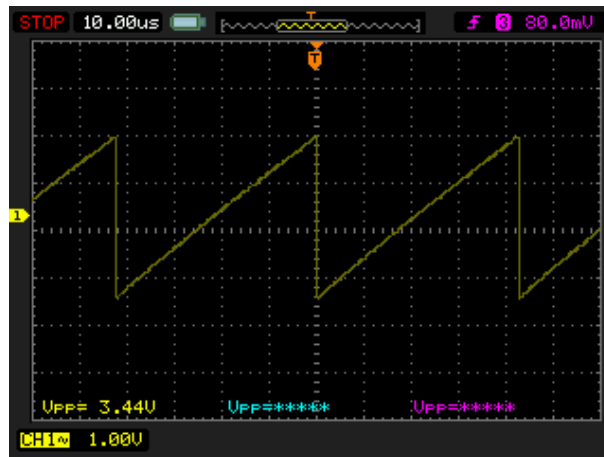 STOP 10.00us T F 3 80.0mV
T
1
Vpp= 3.44V Vpp=***** Vpp=*****
CH1~ 1.00V